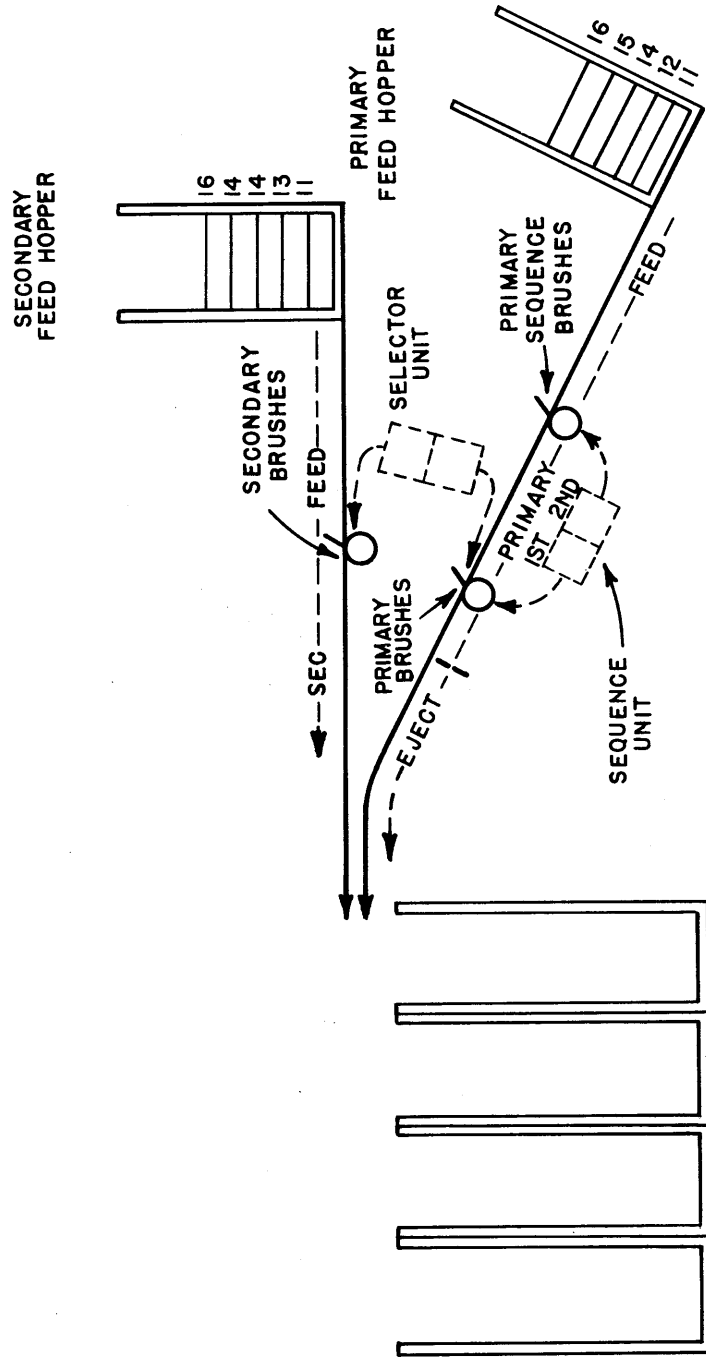 SECONDARY
FEED HOPPER
16
14
14
13
11
PRIMARY
FEED HOPPER
16
15
14
12
11
SECONDARY
BRUSHES
SEC FEED
SELECTOR
UNIT
PRIMARY
SEQUENCE
BRUSHES
PRIMARY
BRUSHES
EJECT
PRIMARY FEED
1ST 2ND
SEQUENCE
UNIT